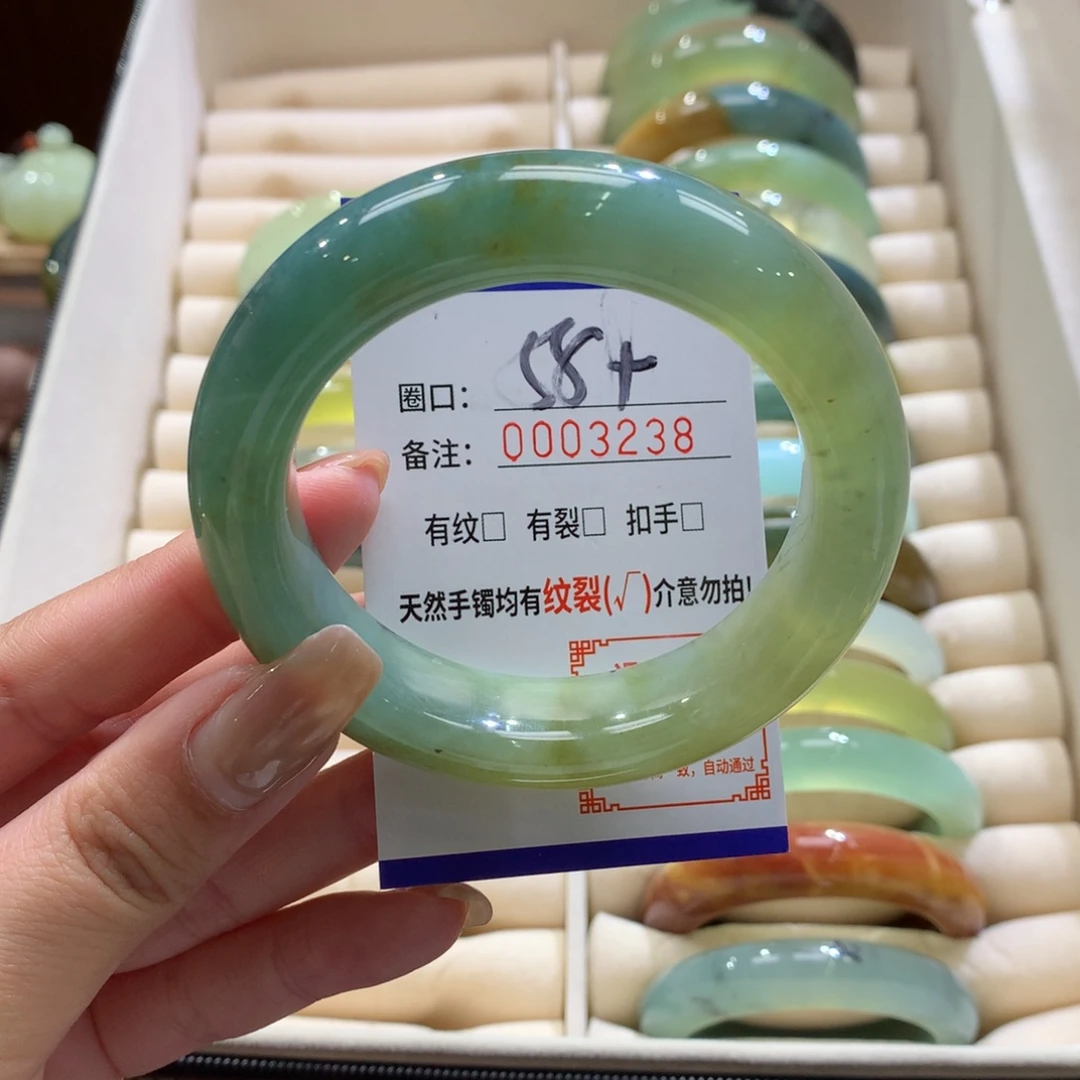 圈口： 58+
备注： 0003238
有纹□ 有裂□ 扣手□
天然手镯均有纹裂(√)介意勿拍!
致，自动通过